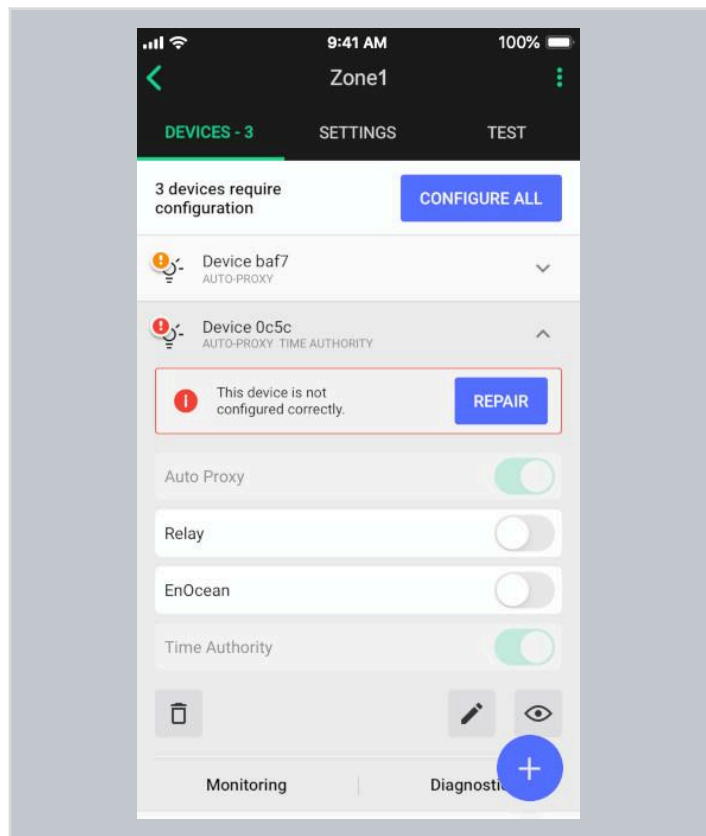 9:41 AM 100%
Zone1
DEVICES - 3 SETTINGS TEST
3 devices require
configuration
CONFIGURE ALL
Device baf7
AUTO-PROXY
Device 0c5c
AUTO-PROXY TIME AUTHORITY
This device is not
configured correctly.
REPAIR
Auto Proxy
Relay
EnOcean
Time Authority
Monitoring